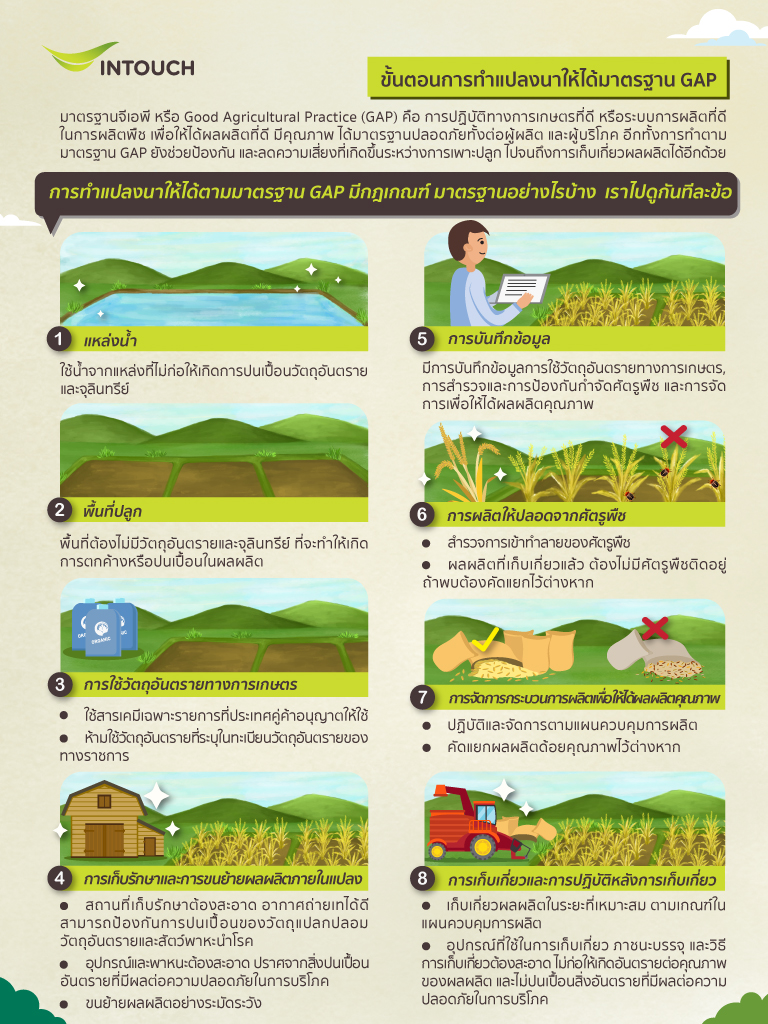 INTOUCH
ขั้นตอนการทำแปลงนาให้ได้มาตรฐาน GAP
มาตรฐานจีเอพี หรือ Good Agricultural Practice (GAP) คือ การปฏิบัติทางการเกษตรที่ดี หรือระบบการผลิตที่ดี
ในการผลิตพืช เพื่อให้ได้ผลผลิตที่ดี มีคุณภาพ ได้มาตรฐานปลอดภัยทั้งต่อผู้ผลิต และผู้บริโภค อีกทั้งการทำตาม
มาตรฐาน GAP ยังช่วยป้องกัน และลดความเสี่ยงที่เกิดขึ้นระหว่างการเพาะปลูก ไปจนถึงการเก็บเกี่ยวผลผลิตได้อีกด้วย
การทำแปลงนาให้ได้ตามมาตรฐาน GAP มีกฎเกณฑ์ มาตรฐานอย่างไรบ้าง เราไปดูกันทีละข้อ
1 แหล่งน้ำ
ใช้น้ำจากแหล่งที่ไม่ก่อให้เกิดการปนเปื้อนวัตถุอันตราย
และจุลินทรีย์
2 พื้นที่ปลูก
พื้นที่ต้องไม่มีวัตถุอันตรายและจุลินทรีย์ ที่จะทำให้เกิด
การตกค้างหรือปนเปื้อนในผลผลิต
ORGANIC
3 การใช้วัตถุอันตรายทางการเกษตร
● ใช้สารเคมีเฉพาะรายการที่ประเทศคู่ค้าอนุญาตให้ใช้
● ห้ามใช้วัตถุอันตรายที่ระบุในทะเบียนวัตถุอันตรายของ
ทางราชการ
4 การเก็บรักษาและการขนย้ายผลผลิตภายในแปลง
● สถานที่เก็บรักษาต้องสะอาด อากาศถ่ายเทได้ดี
สามารถป้องกันการปนเปื้อนของวัตถุแปลกปลอม
วัตถุอันตรายและสัตว์พาหะนำโรค
● อุปกรณ์และพาหนะต้องสะอาด ปราศจากสิ่งปนเปื้อน
อันตรายที่มีผลต่อความปลอดภัยในการบริโภค
● ขนย้ายผลผลิตอย่างระมัดระวัง
5 การบันทึกข้อมูล
มีการบันทึกข้อมูลการใช้วัตถุอันตรายทางการเกษตร,
การสำรวจและการป้องกันกำจัดศัตรูพืช และการจัด
การเพื่อให้ได้ผลผลิตคุณภาพ
6 การผลิตให้ปลอดจากศัตรูพืช
● สำรวจการเข้าทำลายของศัตรูพืช
● ผลผลิตที่เก็บเกี่ยวแล้ว ต้องไม่มีศัตรูพืชติดอยู่
ถ้าพบต้องคัดแยกไว้ต่างหาก
7 การจัดการกระบวนการผลิตเพื่อให้ได้ผลผลิตคุณภาพ
● ปฏิบัติและจัดการตามแผนควบคุมการผลิต
● คัดแยกผลผลิตด้อยคุณภาพไว้ต่างหาก
8 การเก็บเกี่ยวและการปฏิบัติหลังการเก็บเกี่ยว
● เก็บเกี่ยวผลผลิตในระยะที่เหมาะสม ตามเกณฑ์ใน
แผนควบคุมการผลิต
● อุปกรณ์ที่ใช้ในการเก็บเกี่ยว ภาชนะบรรจุ และวิธี
การเก็บเกี่ยวต้องสะอาด ไม่ก่อให้เกิดอันตรายต่อคุณภาพ
ของผลผลิต และไม่ปนเปื้อนสิ่งอันตรายที่มีผลต่อความ
ปลอดภัยในการบริโภค